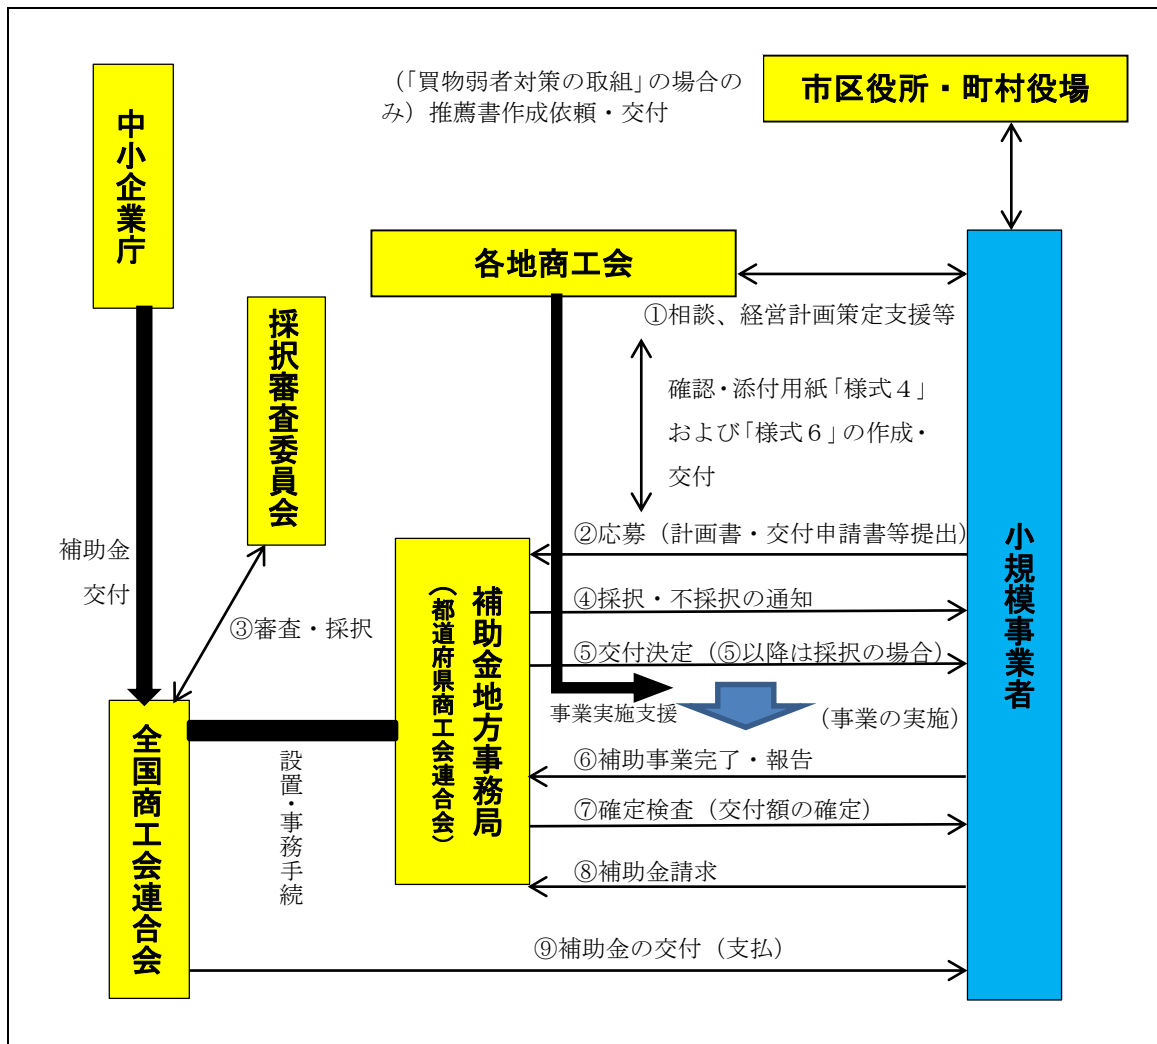 （「買物弱者対策の取組」の場合の
み）推薦書作成依頼・交付
市区役所・町村役場
中小企業庁
各地商工会
採択審査委員会
①相談、経営計画策定支援等
確認・添付用紙「様式４」
および「様式６」の作成・
交付
補助金
交付
③審査・採択
②応募（計画書・交付申請書等提出）
④採択・不採択の通知
⑤交付決定（⑤以降は採択の場合）
事業実施支援
（事業の実施）
補助金地方事務局
（都道府県商工会連合会）
小規模事業者
全国商工会連合会
設置・事務手続
⑥補助事業完了・報告
⑦確定検査（交付額の確定）
⑧補助金請求
⑨補助金の交付（支払）